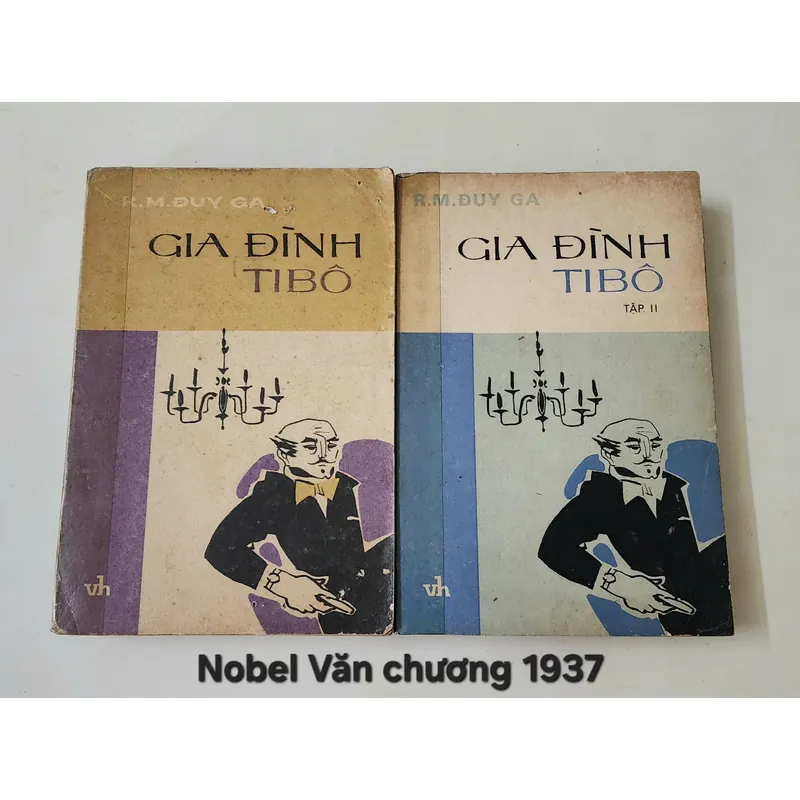 R.M.ĐUY GA
GIA ĐÌNH
TIBÔ
vh
R.M.ĐUY GA
GIA ĐÌNH
TIBÔ
TẬP II
vh
Nobel Văn chương 1937